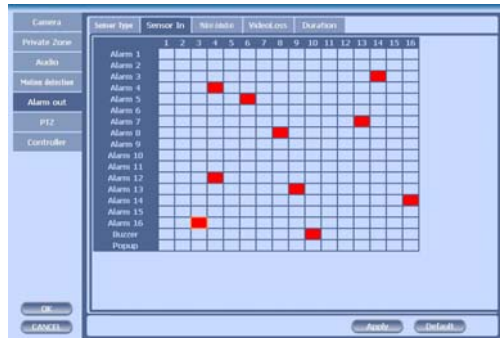 Camera
Private Zone
Audio
Motion detection
Alarm out
PTZ
Controller
OK
CANCEL
Sensor Type Sensor In Motion VideoLoss Duration
1 2 3 4 5 6 7 8 9 10 11 12 13 14 15 16
Alarm 1
Alarm 2
Alarm 3
Alarm 4
Alarm 5
Alarm 6
Alarm 7
Alarm 8
Alarm 9
Alarm 10
Alarm 11
Alarm 12
Alarm 13
Alarm 14
Alarm 15
Alarm 16
Buzzer
Popup
Apply Default